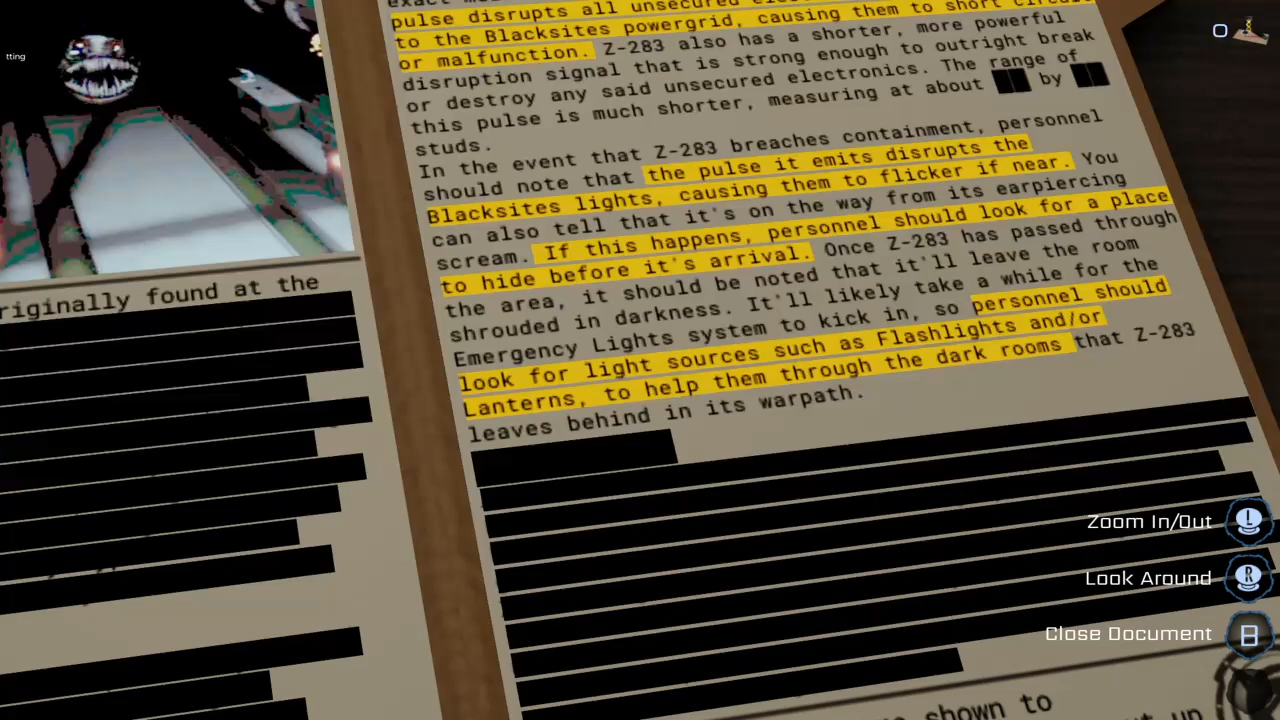 tting
pulse disrupts all unsecured
to the Blacksites powergrid, causing them to short
or malfunction. Z-283 also has a shorter, more powerful
disruption signal that is strong enough to outright break
or destroy any said unsecured electronics. The range of
this pulse is much shorter, measuring at about by
studs.
In the event that Z-283 breaches containment, personnel
should note that the pulse it emits disrupts the
Blacksites lights, causing them to flicker if near. You
can also tell that it's on the way from its earpiercing
scream. If this happens, personnel should look for a place
to hide before it's arrival. Once Z-283 has passed through
the area, it should be noted that it'll leave the room
shrouded in darkness. It'll likely take a while for the
Emergency Lights system to kick in, so personnel should
look for light sources such as Flashlights and/or
Lanterns, to help them through the dark rooms that Z-283
leaves behind in its warpath.
riginally found at the
shown to
up
Zoom In/Out
L
Look Around
R
Close Document
B